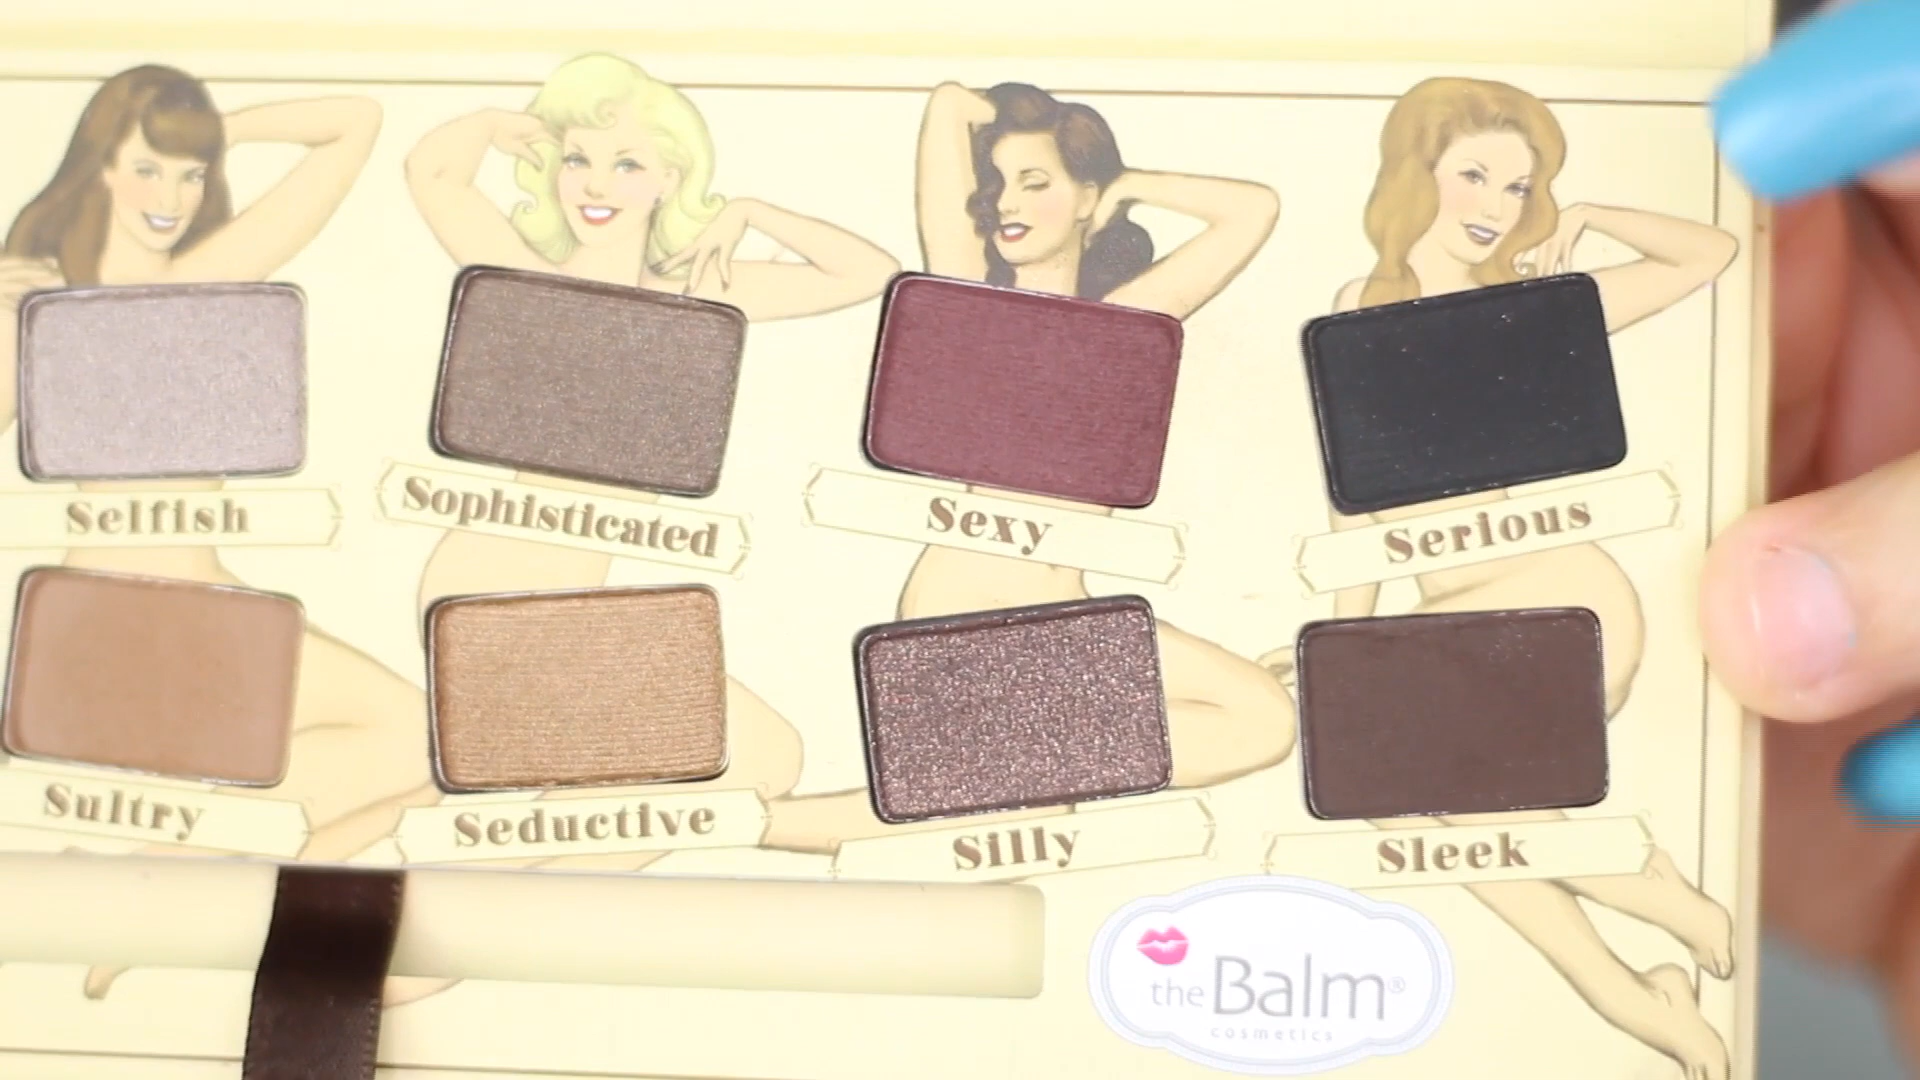 Selfish
Sophisticated
Sexy
Serious
Sultry
Seductive
Silly
Sleek
theBalm®
cosmetics